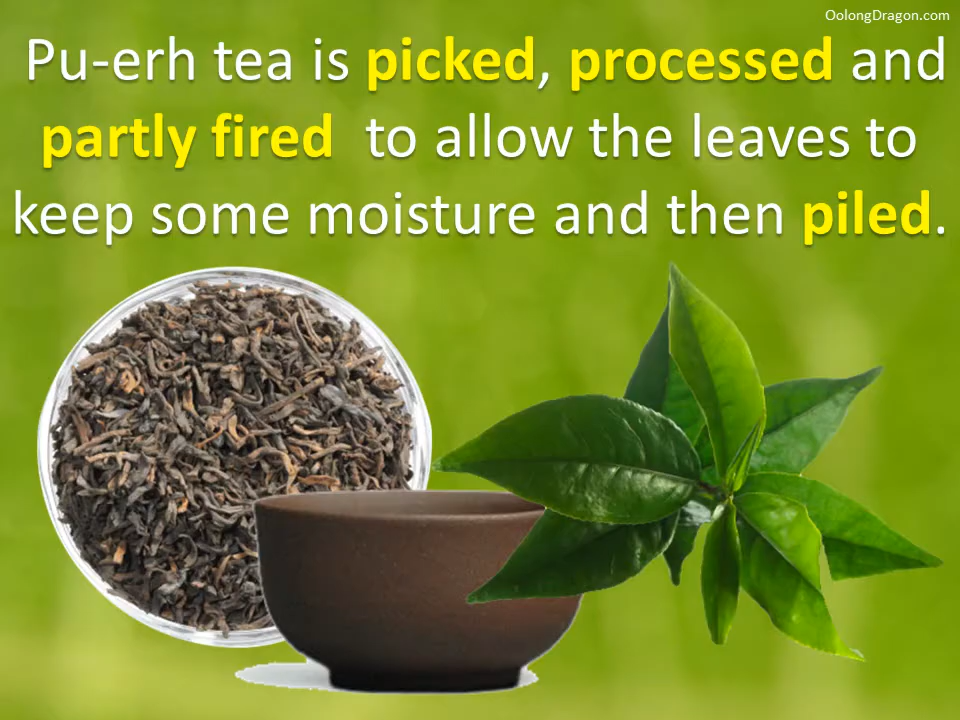 OolongDragon.com
Pu-erh tea is picked, processed and
partly fired to allow the leaves to
keep some moisture and then piled.